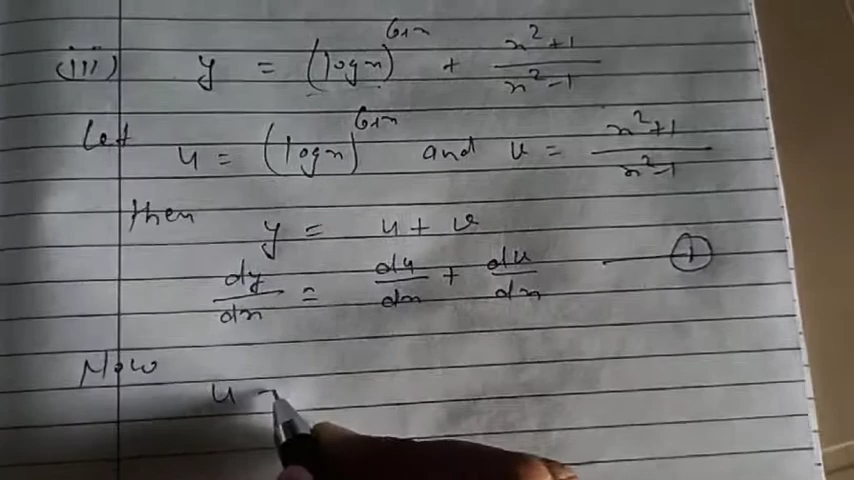 (iii) y = (log x)^sin x + (x^2+1)/(x^2-1)
Let u = (log x)^sin x and v = (x^2+1)/(x^2-1)
then y = u + v
dy/dx = du/dx + dv/dx — ①
Now
u -